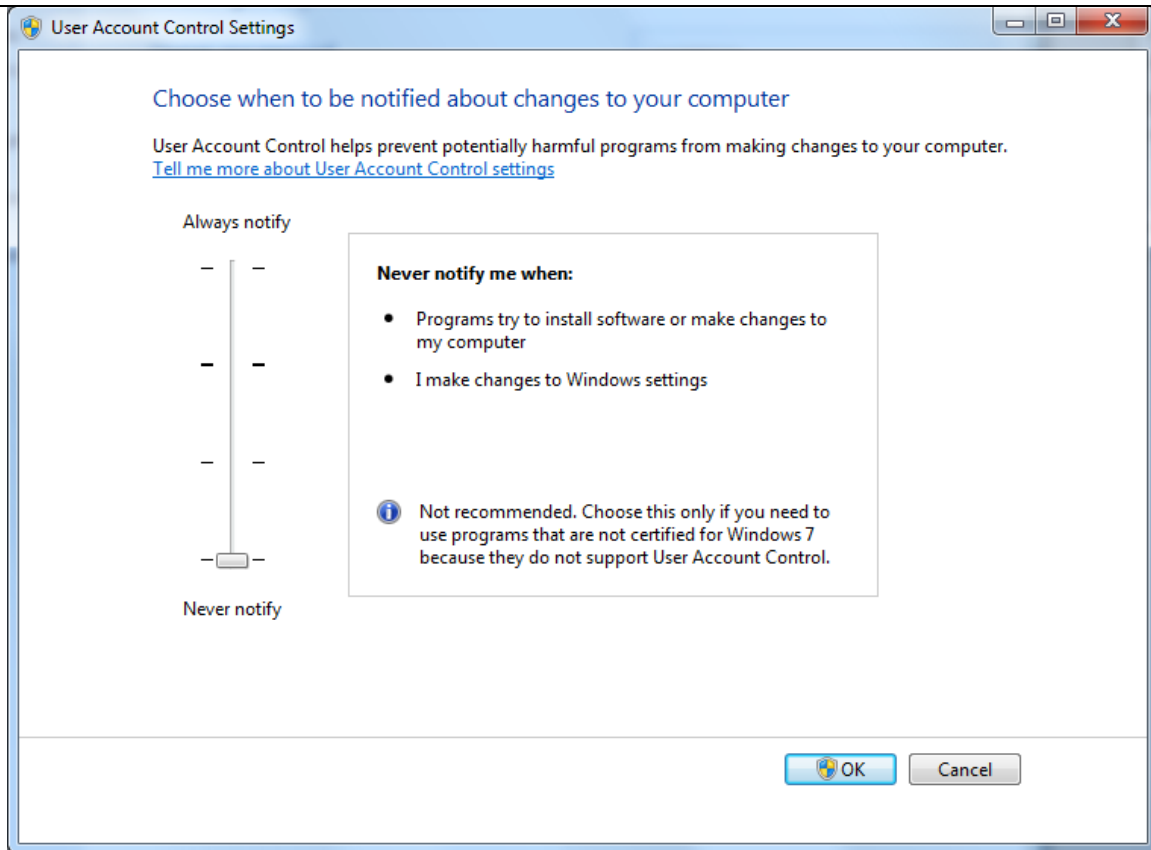 User Account Control Settings
Choose when to be notified about changes to your computer
User Account Control helps prevent potentially harmful programs from making changes to your computer.
Tell me more about User Account Control settings
Always notify
Never notify me when:
Programs try to install software or make changes to
my computer
I make changes to Windows settings
Not recommended. Choose this only if you need to
use programs that are not certified for Windows 7
because they do not support User Account Control.
Never notify
OK
Cancel